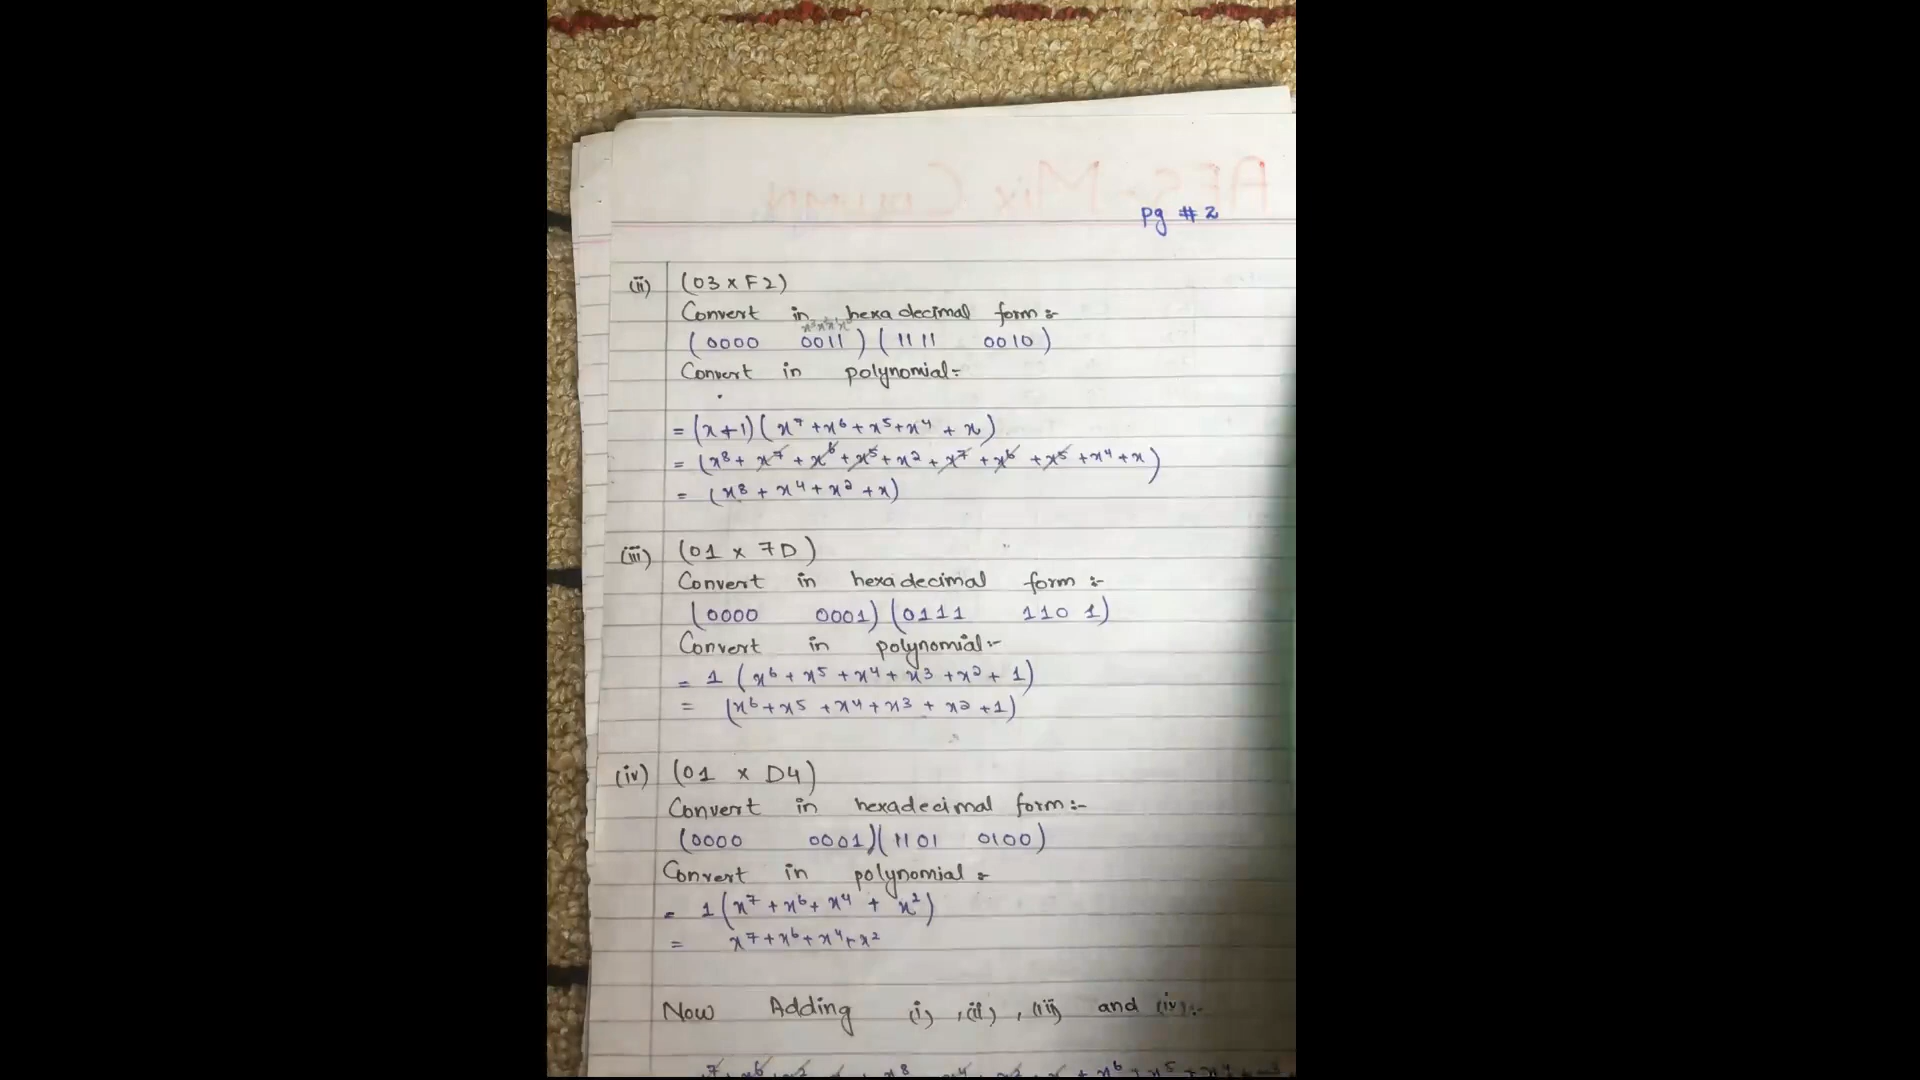 AES - Mix Column
pg # 2
(ii) (03 x F2)
Convert in hexa decimal form :-
x³x²x¹x⁰
(0000 0011) (1111 0010)
Convert in polynomial :-
= (x+1) (x⁷ + x⁶ + x⁵ + x⁴ + x)
= (x⁸ + x⁷ + x⁶ + x⁵ + x² + x⁷ + x⁶ + x⁵ + x⁴ + x)
= (x⁸ + x⁴ + x² + x)
(iii) (01 x 7D)
Convert in hexa decimal form :-
(0000 0001) (0111 1101)
Convert in polynomial :-
= 1 (x⁶ + x⁵ + x⁴ + x³ + x² + 1)
= (x⁶ + x⁵ + x⁴ + x³ + x² + 1)
(iv) (01 x D4)
Convert in hexadecimal form :-
(0000 0001) (1101 0100)
Convert in polynomial :-
= 1 (x⁷ + x⁶ + x⁴ + x²)
= x⁷ + x⁶ + x⁴ + x²
Now Adding (i), (ii), (iii) and (iv) :-